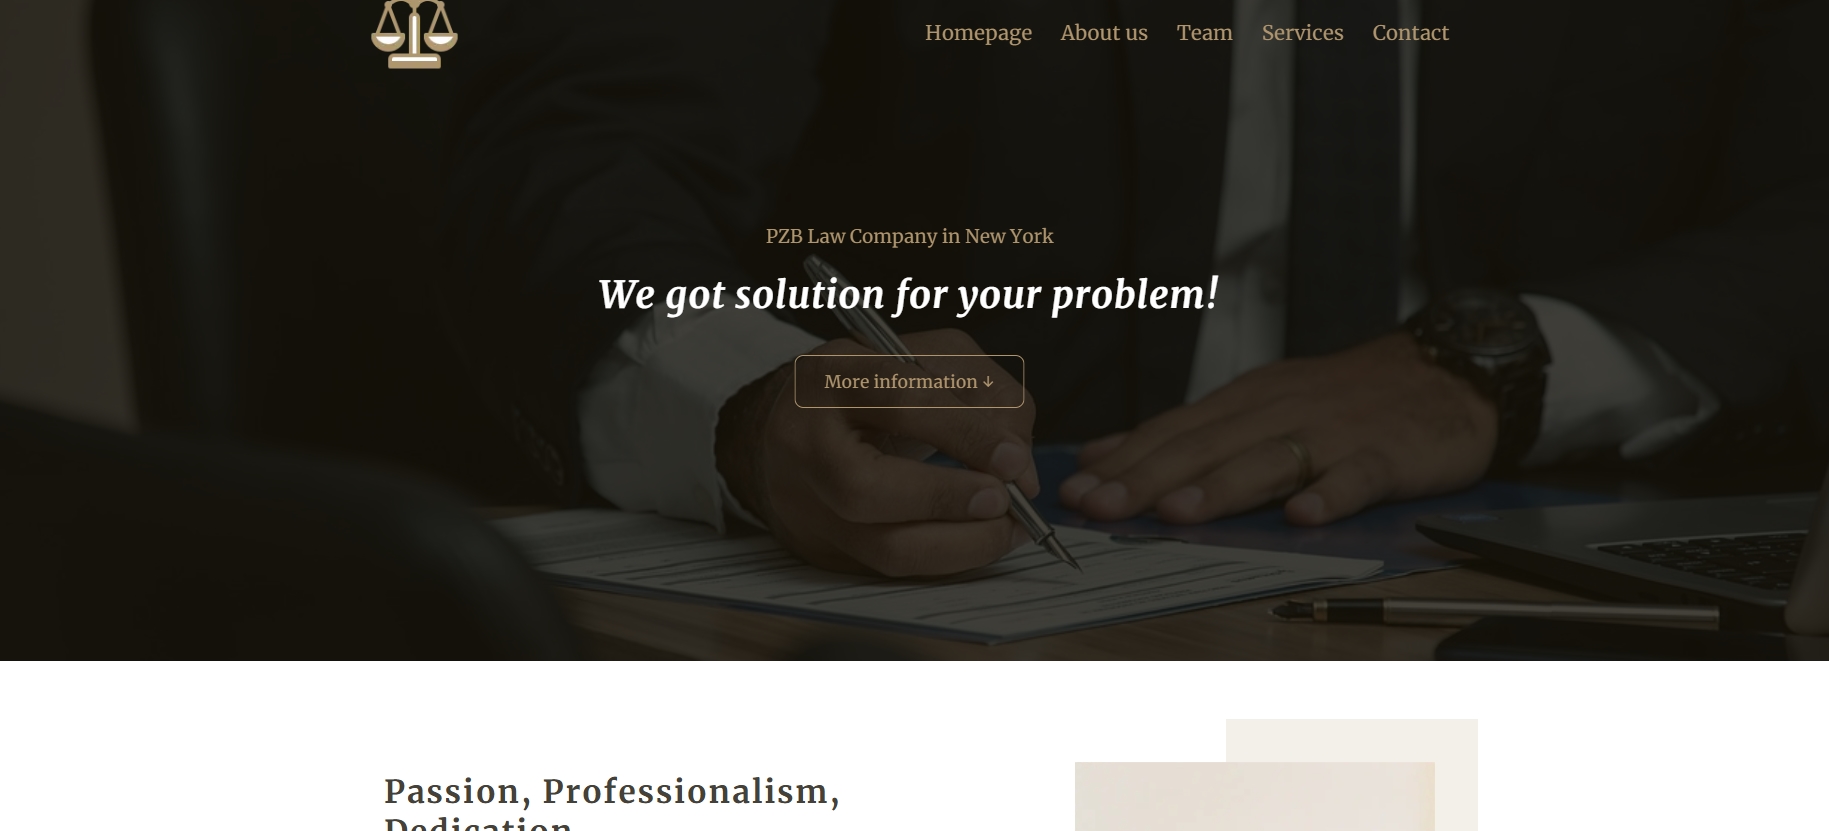 Homepage About us Team Services Contact
PZB Law Company in New York
We got solution for your problem!
More information ↓
Passion, Professionalism,
Dedication